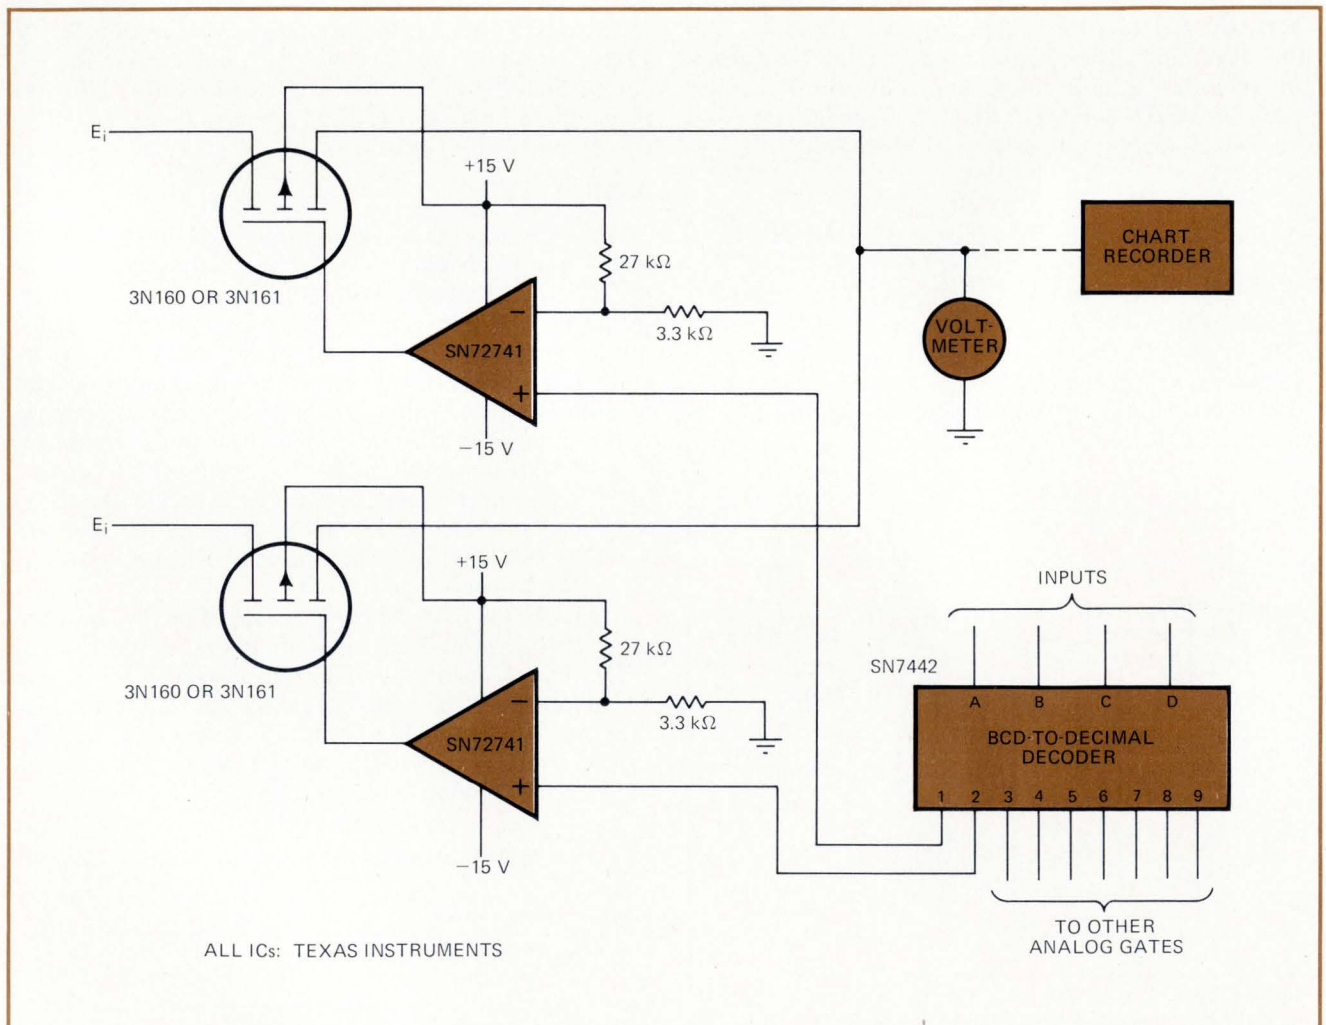 E_i
+15 V
27 kΩ
3N160 OR 3N161
−
3.3 kΩ
SN72741
+
−15 V
CHART
RECORDER
VOLT-
METER
E_i
+15 V
27 kΩ
3N160 OR 3N161
−
3.3 kΩ
SN72741
+
−15 V
INPUTS
SN7442
A B C D
BCD-TO-DECIMAL
DECODER
1 2 3 4 5 6 7 8 9
TO OTHER
ANALOG GATES
ALL ICs: TEXAS INSTRUMENTS